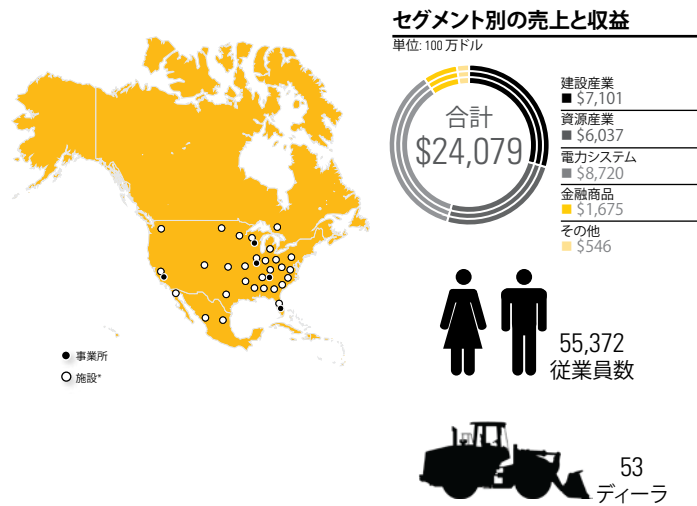 セグメント別の売上と収益
単位: 100 万ドル
合計
$24,079
建設産業
$7,101
資源産業
$6,037
電力システム
$8,720
金融商品
$1,675
その他
$546
事業所
施設*
55,372
従業員数
53
ディーラ